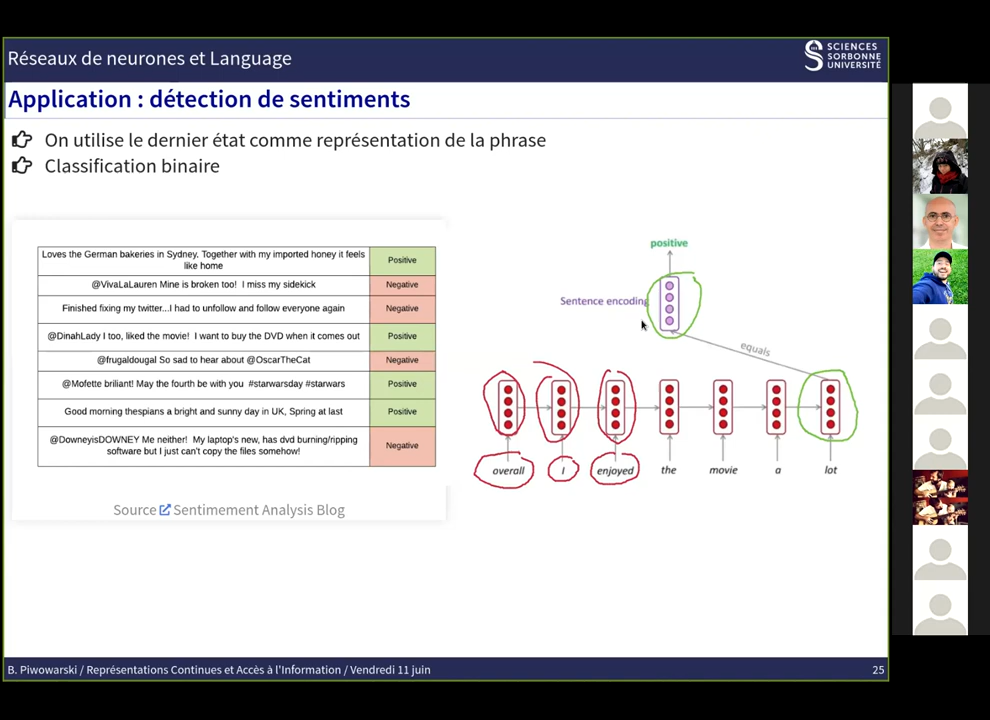 Réseaux de neurones et Language
SCIENCES
SORBONNE
UNIVERSITÉ
Application : détection de sentiments
On utilise le dernier état comme représentation de la phrase
Classification binaire
Loves the German bakeries in Sydney. Together with my imported honey it feels
like home
Positive
@VivaLaLauren Mine is broken too! I miss my sidekick
Negative
Finished fixing my twitter...I had to unfollow and follow everyone again
Negative
@DinahLady I too, liked the movie! I want to buy the DVD when it comes out
Positive
@frugaldougal So sad to hear about @OscarTheCat
Negative
@Mofette briliant! May the fourth be with you #starwarsday #starwars
Positive
Good morning thespians a bright and sunny day in UK, Spring at last
Positive
@DowneyisDOWNEY Me neither! My laptop's new, has dvd burning/ripping
software but I just can't copy the files somehow!
Negative
Source Sentimement Analysis Blog
positive
Sentence encoding
equals
overall I enjoyed the movie a lot
B. Piwowarski / Représentations Continues et Accès à l'Information / Vendredi 11 juin
25